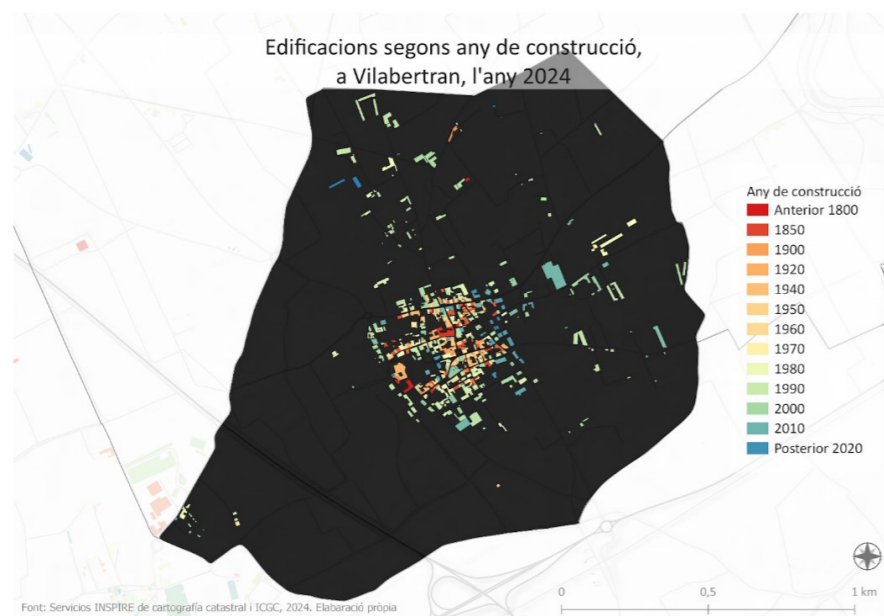 Edificacions segons any de construcció,
a Vilabertran, l'any 2024
Any de construcció
Anterior 1800
1850
1900
1920
1940
1950
1960
1970
1980
1990
2000
2010
Posterior 2020
Font: Servicios INSPIRE de cartografía catastral i ICGC, 2024. Elaboració pròpia
0
0,5
1 km